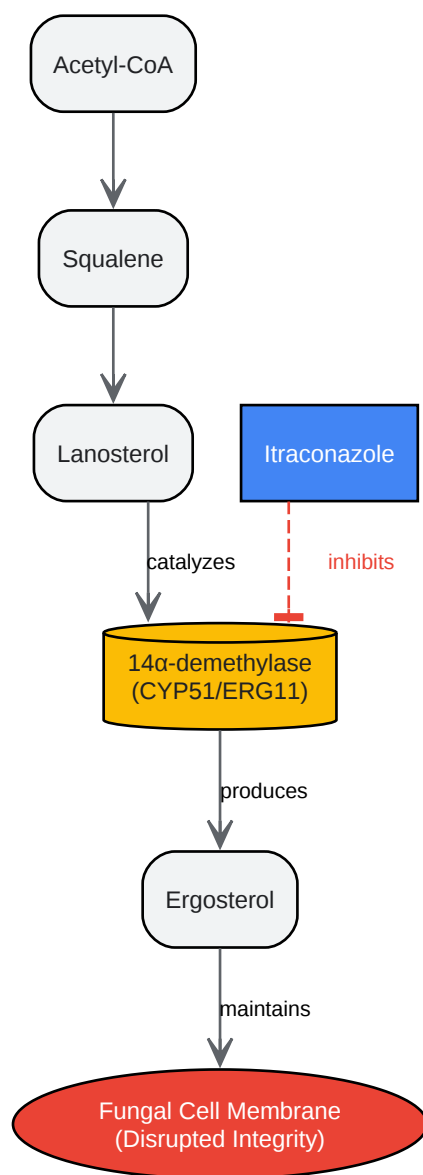 Acetyl-CoA
Squalene
Lanosterol
Itraconazole
catalyzes
inhibits
14α-demethylase
(CYP51/ERG11)
produces
Ergosterol
maintains
Fungal Cell Membrane
(Disrupted Integrity)